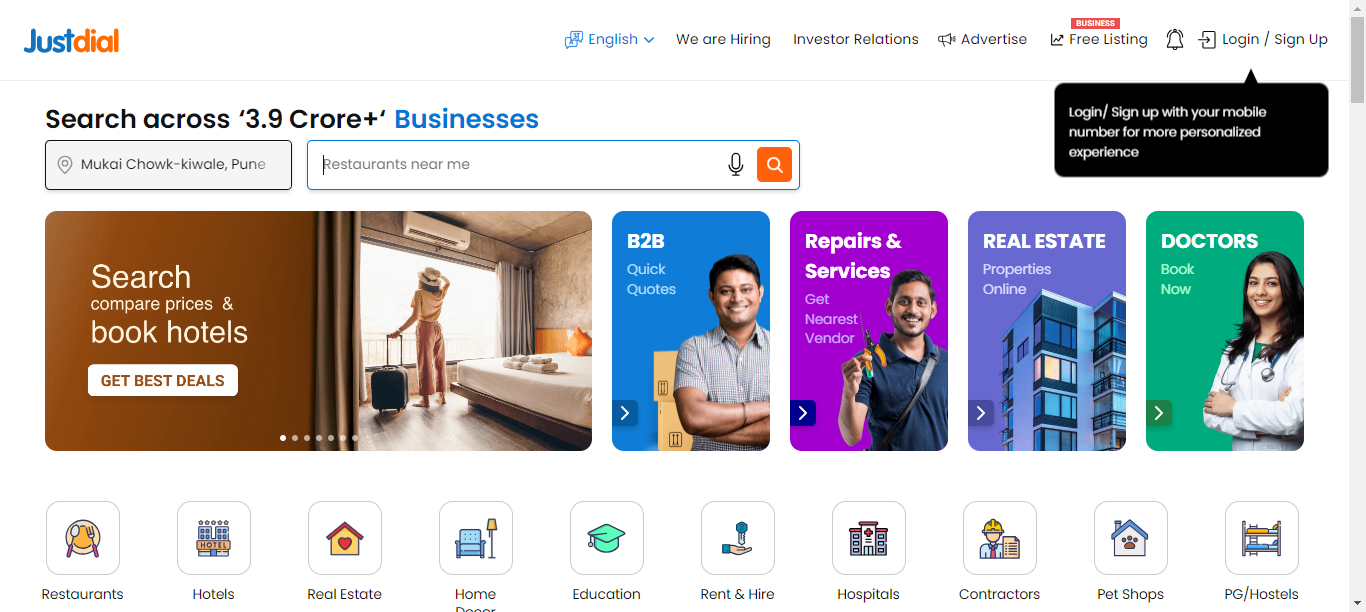 Justdial
English
We are Hiring
Investor Relations
Advertise
BUSINESS
Free Listing
Login / Sign Up
Login/ Sign up with your mobile
number for more personalized
experience
Search across ‘3.9 Crore+‘ Businesses
Mukai Chowk-kiwale, Pune
Restaurants near me
Search
compare prices &
book hotels
GET BEST DEALS
B2B
Quick
Quotes
Repairs &
Services
Get
Nearest
Vendor
REAL ESTATE
Properties
Online
DOCTORS
Book
Now
HOTEL
Restaurants
Hotels
Real Estate
Home
Decor
Education
Rent & Hire
Hospitals
Contractors
Pet Shops
PG/Hostels